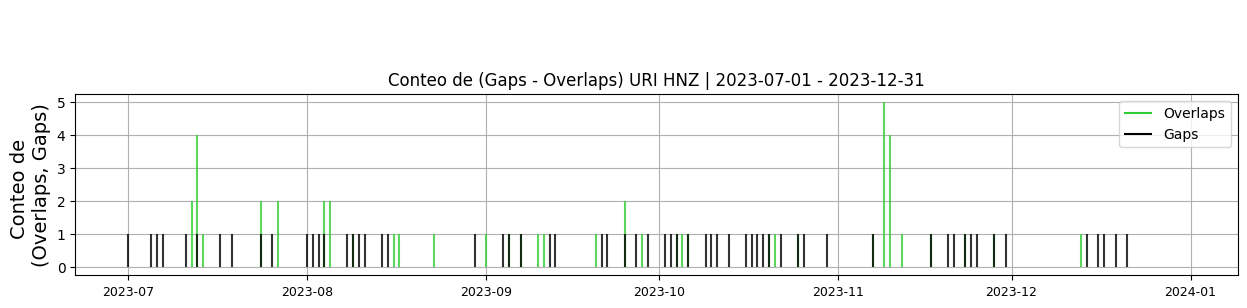 Conteo de (Gaps - Overlaps) URI HNZ | 2023-07-01 - 2023-12-31
Conteo de
(Overlaps, Gaps)
5
4
3
2
1
0
Overlaps
Gaps
2023-07
2023-08
2023-09
2023-10
2023-11
2023-12
2024-01